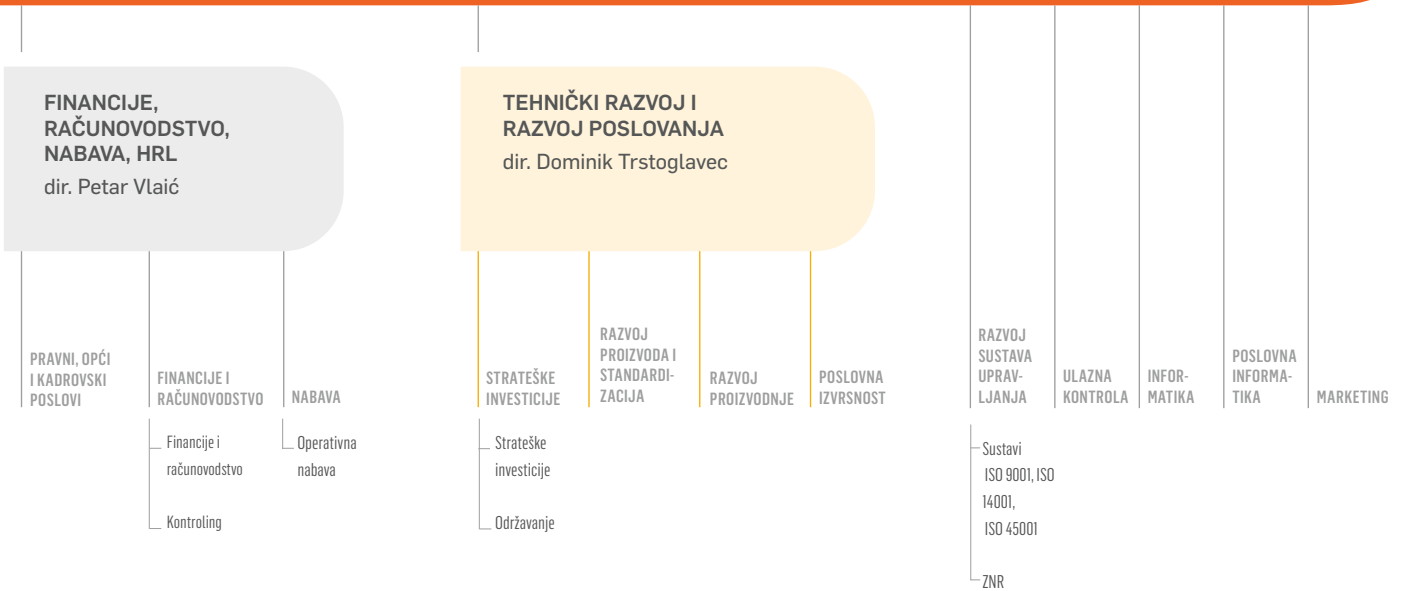 FINANCIJE,
RAČUNOVODSTVO,
NABAVA, HRL
dir. Petar Vlaić
TEHNIČKI RAZVOJ I
RAZVOJ POSLOVANJA
dir. Dominik Trstoglavec
PRAVNI, OPĆI
I KADROVSKI
POSLOVI
FINANCIJE I
RAČUNOVODSTVO
Financije i
računovodstvo
Kontroling
NABAVA
Operativna
nabava
STRATEŠKE
INVESTICIJE
Strateške
investicije
Održavanje
RAZVOJ
PROIZVODA I
STANDARDI-
ZACIJA
RAZVOJ
PROIZVODNJE
POSLOVNA
IZVRSNOST
RAZVOJ
SUSTAVA
UPRAV-
LJANJA
Sustavi
ISO 9001, ISO
14001,
ISO 45001
ZNR
ULAZNA
KONTROLA
INFOR-
MATIKA
POSLOVNA
INFORMA-
TIKA
MARKETING